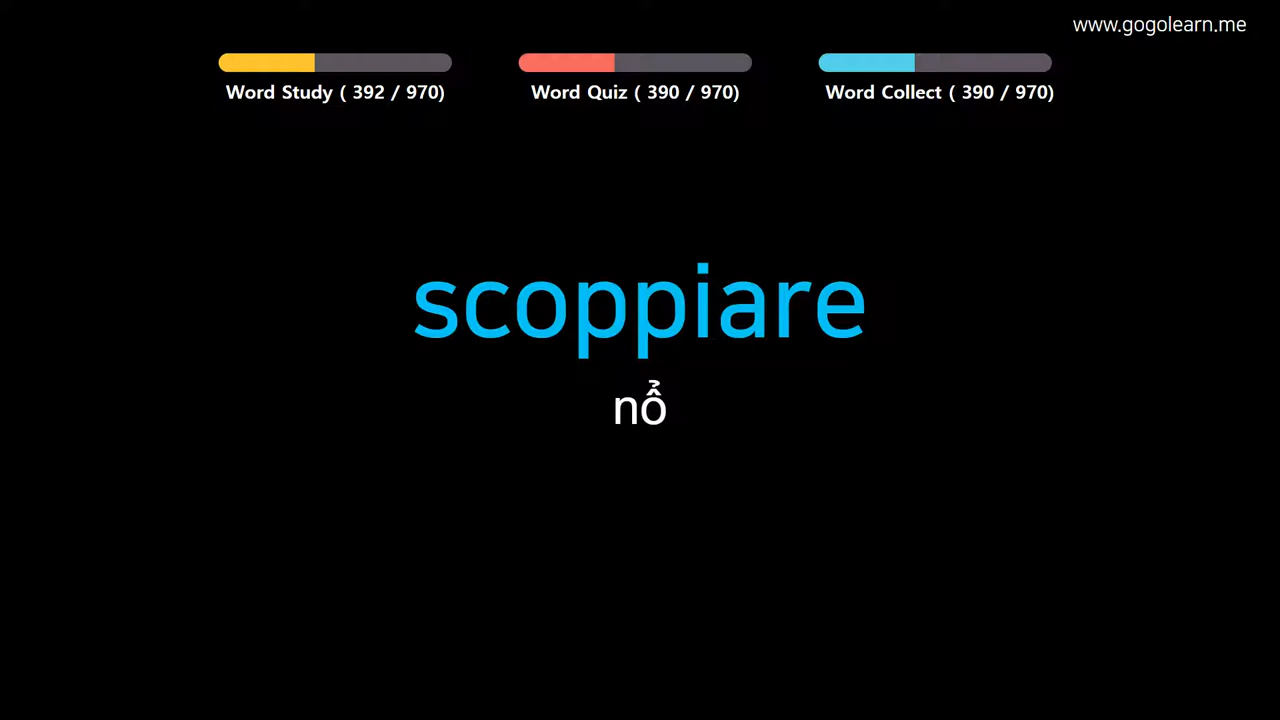 www.gogolearn.me
Word Study ( 392 / 970)
Word Quiz ( 390 / 970)
Word Collect ( 390 / 970)
scoppiare
nổ